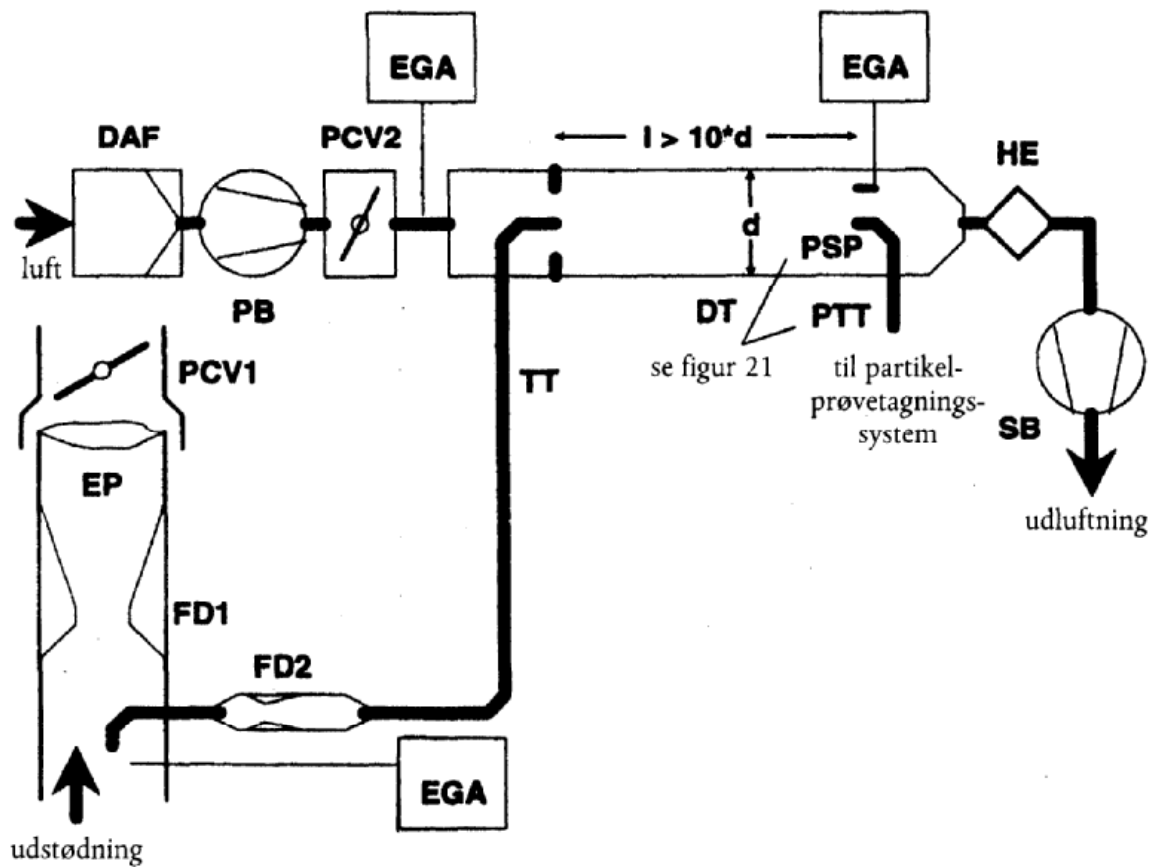 EGA
EGA
DAF
PCV2
l > 10*d
HE
luft
d
PSP
PB
DT
PTT
PCV1
TT
se figur 21
til partikel-
prøvetagnings-
system
SB
EP
udluftning
FD1
FD2
EGA
udstødning